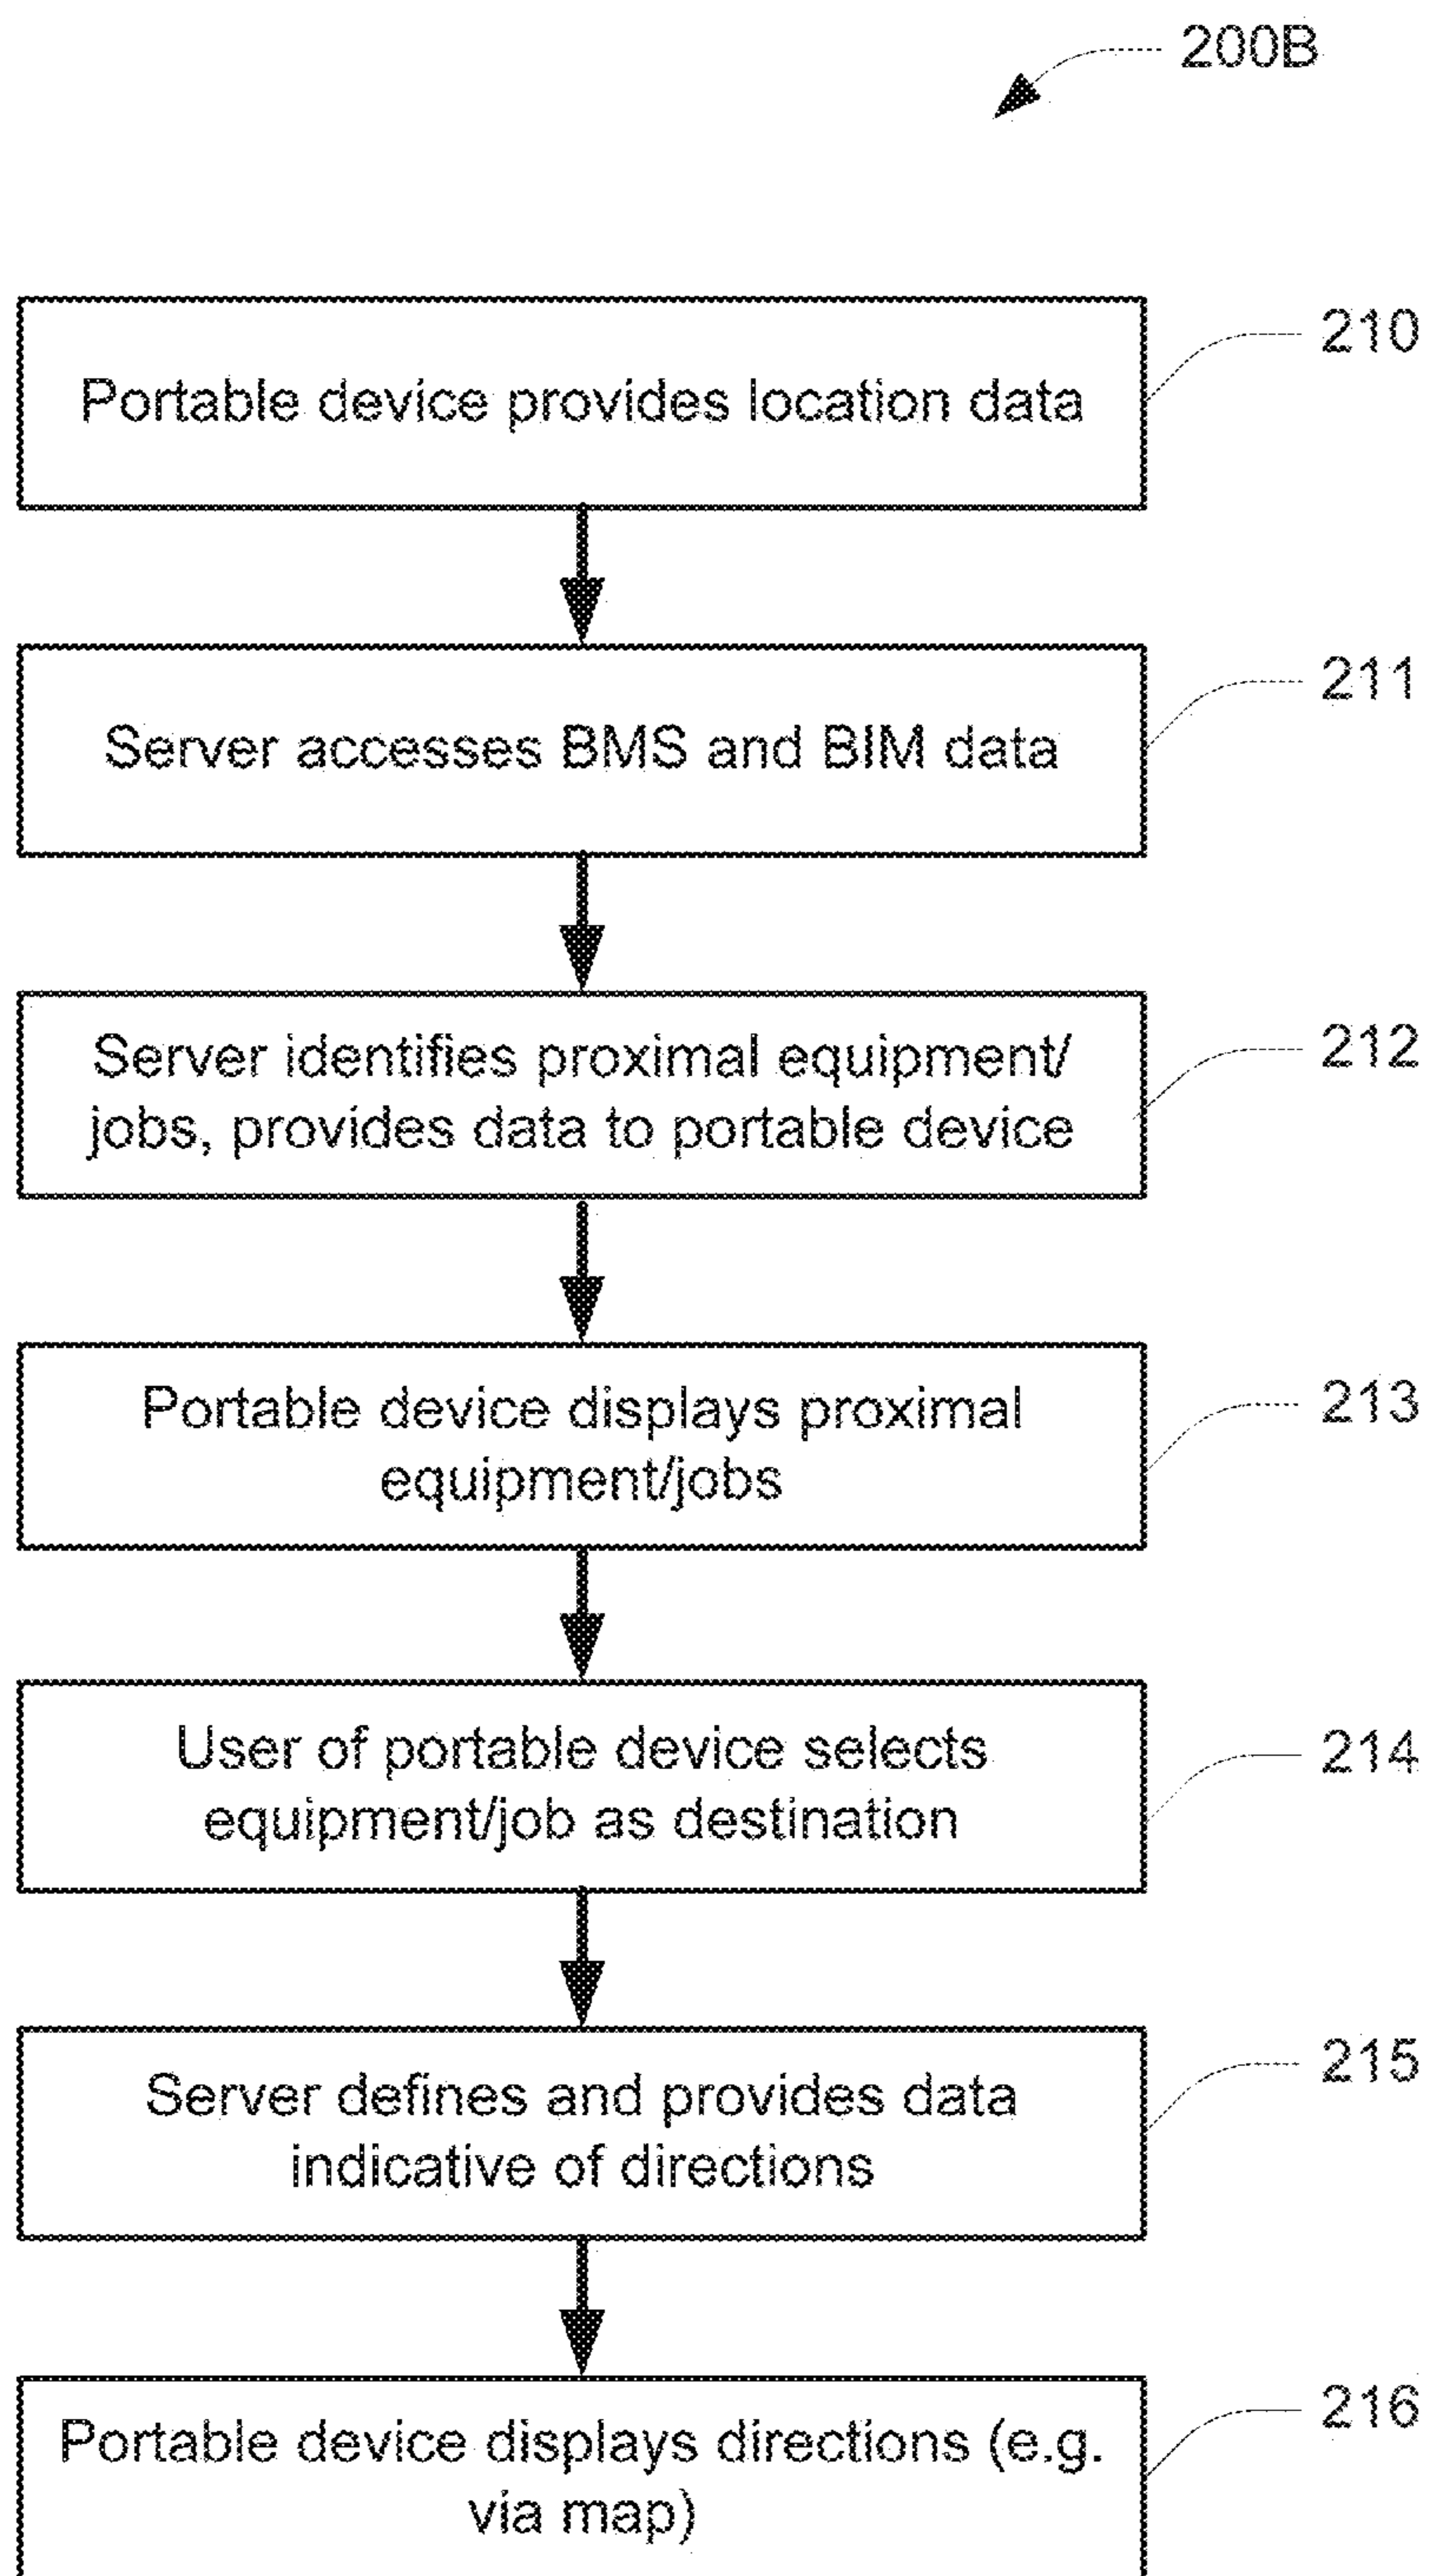 200B
Portable device provides location data
210
Server accesses BMS and BIM data
211
Server identifies proximal equipment/
jobs, provides data to portable device
212
Portable device displays proximal
equipment/jobs
213
User of portable device selects
equipment/job as destination
214
Server defines and provides data
indicative of directions
215
Portable device displays directions (e.g.
via map)
216